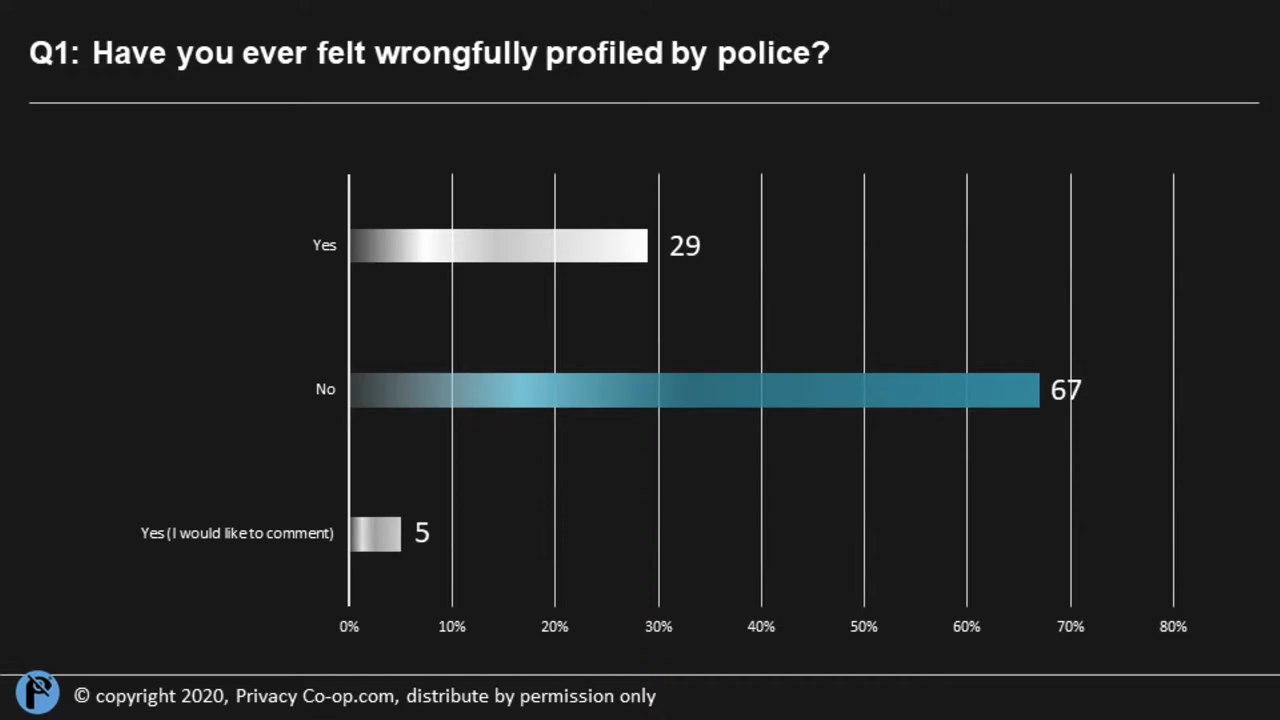 Q1: Have you ever felt wrongfully profiled by police?
Yes
29
No
67
Yes (I would like to comment)
5
0% 10% 20% 30% 40% 50% 60% 70% 80%
© copyright 2020, Privacy Co-op.com, distribute by permission only